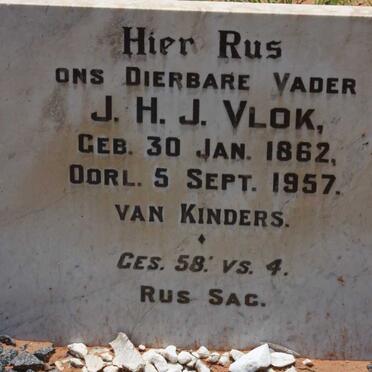 Hier Rus
ONS DIERBARE VADER
J. H. J. VLOK,
GEB. 30 JAN. 1862,
OORL. 5 SEPT. 1957.
VAN KINDERS.
GES. 58: VS. 4.
RUS SAG.